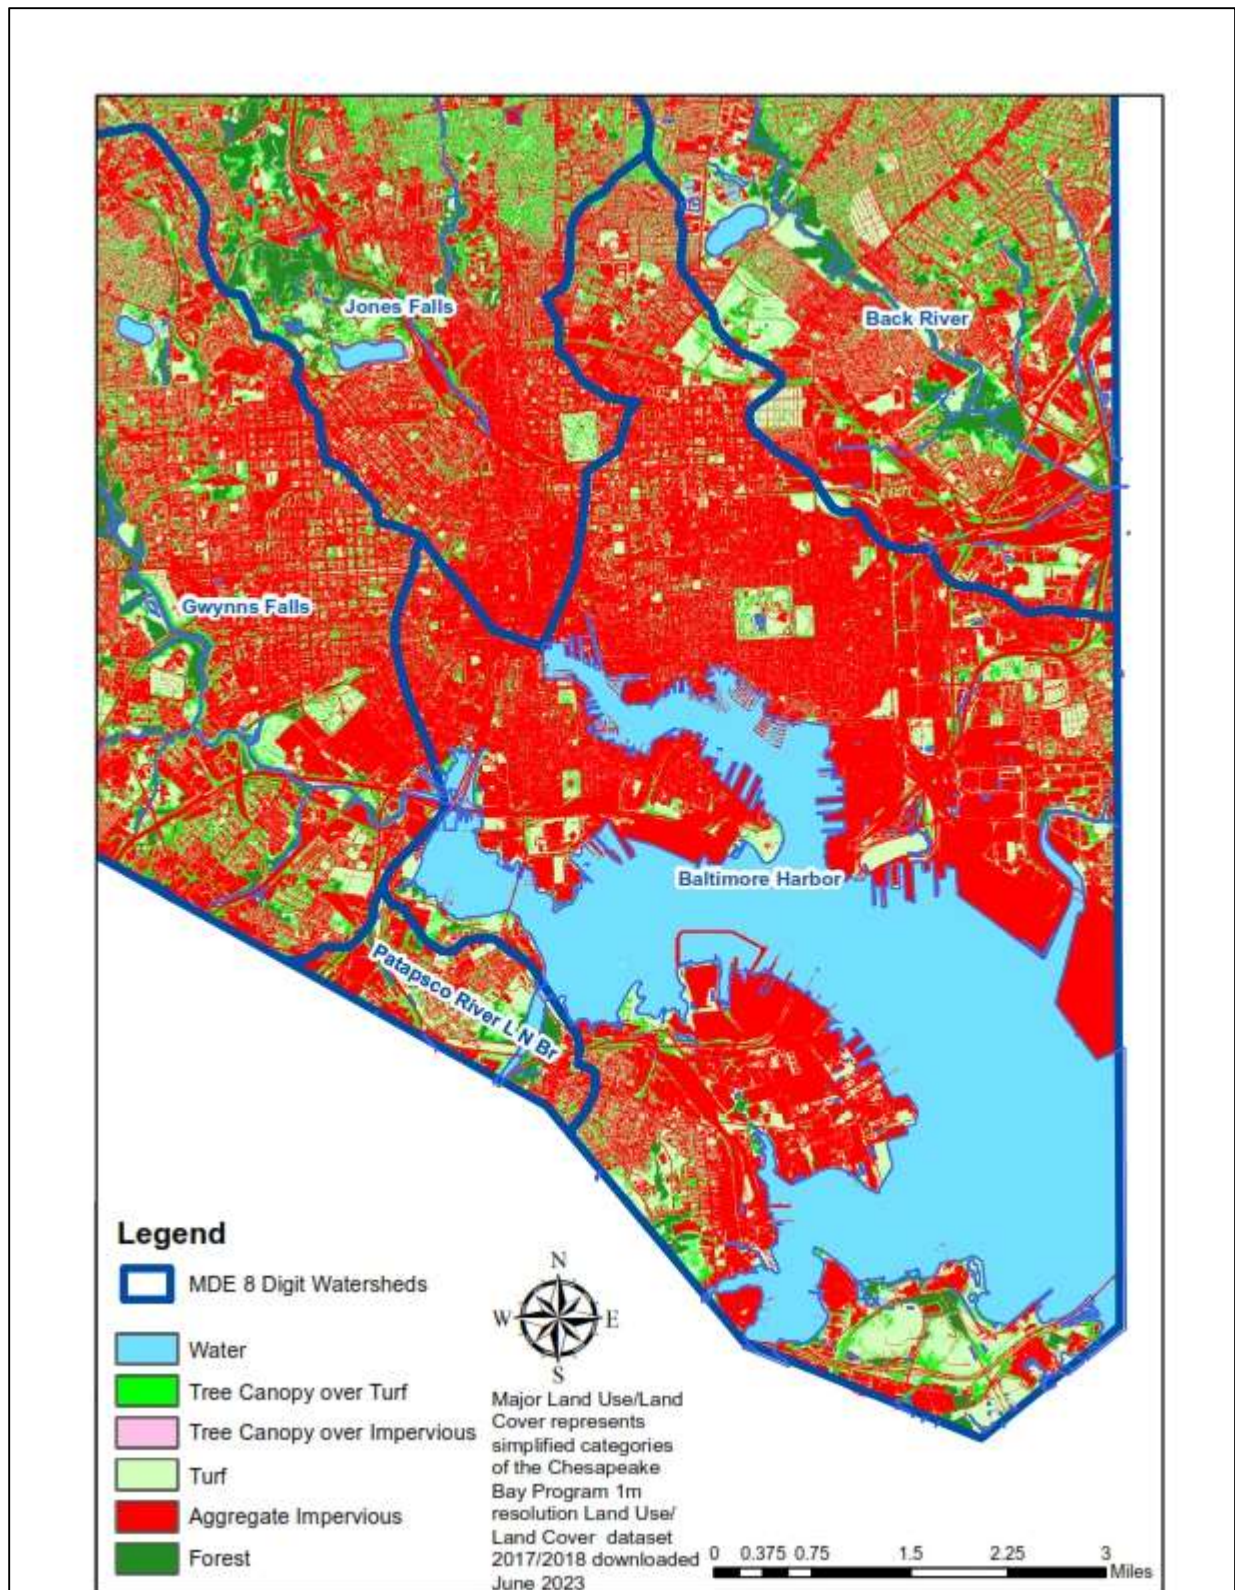 Jones Falls
Back River
Gwynns Falls
Baltimore Harbor
Patapsco River L N Br
Legend
MDE 8 Digit Watersheds
Water
Tree Canopy over Turf
Tree Canopy over Impervious
Turf
Aggregate Impervious
Forest
N
W E
S
Major Land Use/Land
Cover represents
simplified categories
of the Chesapeake
Bay Program 1m
resolution Land Use/
Land Cover dataset
2017/2018 downloaded
June 2023
0 0.375 0.75 1.5 2.25 3
Miles